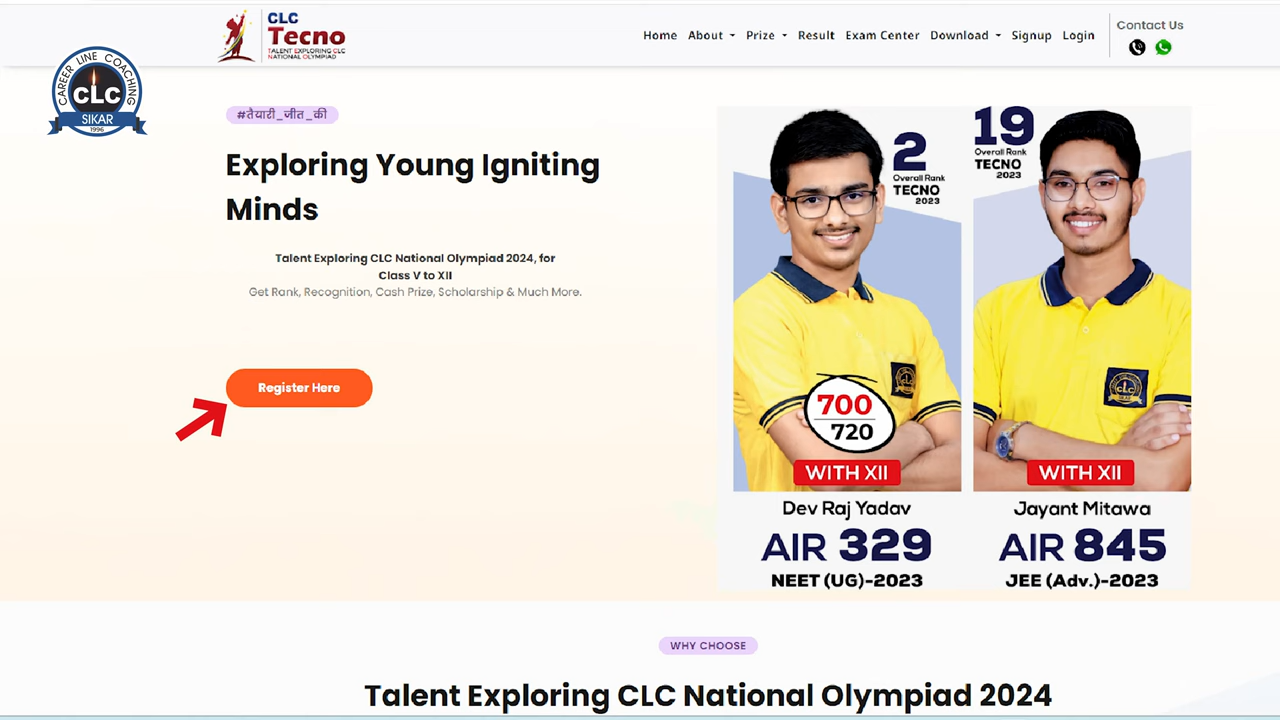 CLC
Tecno
TALENT EXPLORING CLC
NATIONAL OLYMPIAD
Home About Prize Result Exam Center Download Signup Login
Contact Us
CAREER LINE COACHING
CLC
SIKAR
1996
#तैयारी_जीत_की
Exploring Young Igniting
Minds
Talent Exploring CLC National Olympiad 2024, for
Class V to XII
Get Rank, Recognition, Cash Prize, Scholarship & Much More.
Register Here
2
Overall Rank
TECNO
2023
19
Overall Rank
TECNO
2023
CLC
SIKAR
700
720
WITH XII
WITH XII
Dev Raj Yadav
AIR 329
NEET (UG)-2023
Jayant Mitawa
AIR 845
JEE (Adv.)-2023
WHY CHOOSE
Talent Exploring CLC National Olympiad 2024